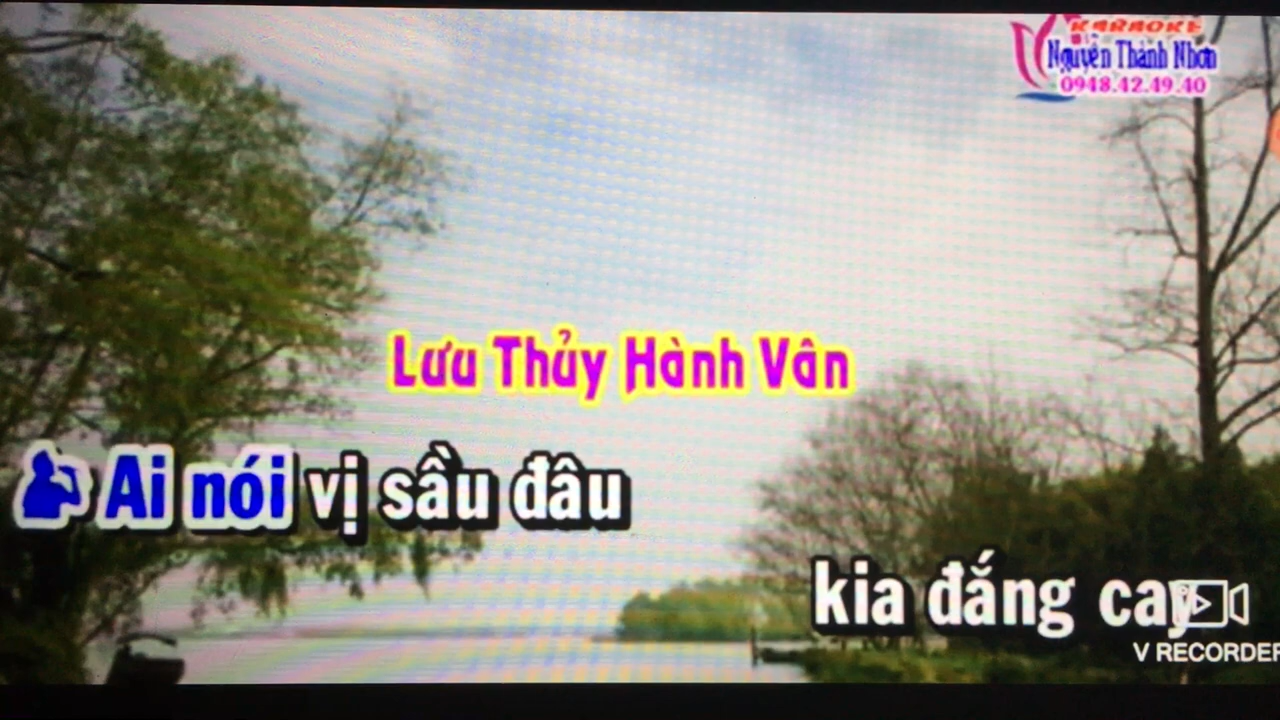 KARAOKE
Nguyễn Thành Nhơn
0948.42.49.40
Lưu Thủy Hành Vân
Ai nói vị sầu đâu
kia đắng cay
V RECORDER